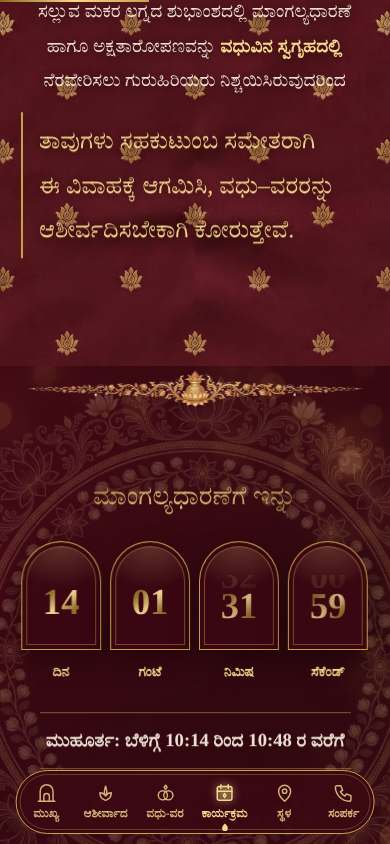 ಸಲ್ಲುವ ಮಕರ ಲಗ್ನದ ಶುಭಾಂಶದಲ್ಲಿ ಮಾಂಗಲ್ಯಧಾರಣೆ
ಹಾಗೂ ಅಕ್ಷತಾರೋಪಣವನ್ನು ವಧುವಿನ ಸ್ವಗೃಹದಲ್ಲಿ
ನೆರವೇರಿಸಲು ಗುರುಹಿರಿಯರು ನಿಶ್ಚಯಿಸಿರುವುದರಿಂದ
ತಾವುಗಳು ಸಹಕುಟುಂಬ ಸಮೇತರಾಗಿ
ಈ ವಿವಾಹಕ್ಕೆ ಆಗಮಿಸಿ, ವಧು–ವರರನ್ನು
ಆಶೀರ್ವದಿಸಬೇಕಾಗಿ ಕೋರುತ್ತೇವೆ.
ಮಾಂಗಲ್ಯಧಾರಣೆಗೆ ಇನ್ನು
14 01 31 59
ದಿನ ಗಂಟೆ ನಿಮಿಷ ಸೆಕೆಂಡ್
ಮುಹೂರ್ತ: ಬೆಳಿಗ್ಗೆ 10:14 ರಿಂದ 10:48 ರ ವರೆಗೆ
ಮುಖ್ಯ ಆಶೀರ್ವಾದ ವಧು-ವರ ಕಾರ್ಯಕ್ರಮ ಸ್ಥಳ ಸಂಪರ್ಕ